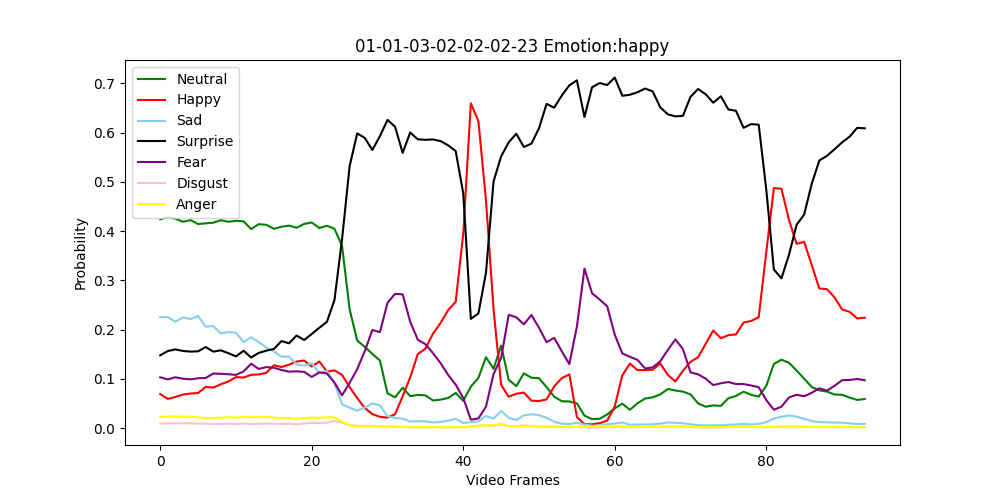 01-01-03-02-02-02-23 Emotion:happy
Neutral
Happy
Sad
Surprise
Fear
Disgust
Anger
Probability
0.7
0.6
0.5
0.4
0.3
0.2
0.1
0.0
0 20 40 60 80
Video Frames